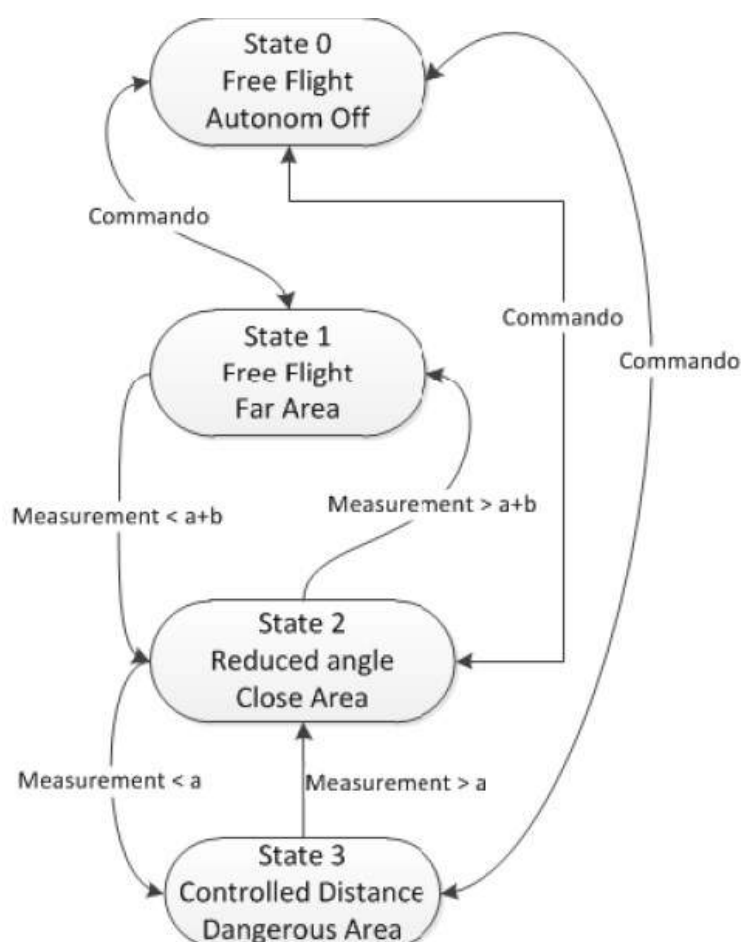 State 0
Free Flight
Autonom Off
Commando
Commando
Commando
State 1
Free Flight
Far Area
Measurement < a+b
Measurement > a+b
State 2
Reduced angle
Close Area
Measurement < a
Measurement > a
State 3
Controlled Distance
Dangerous Area